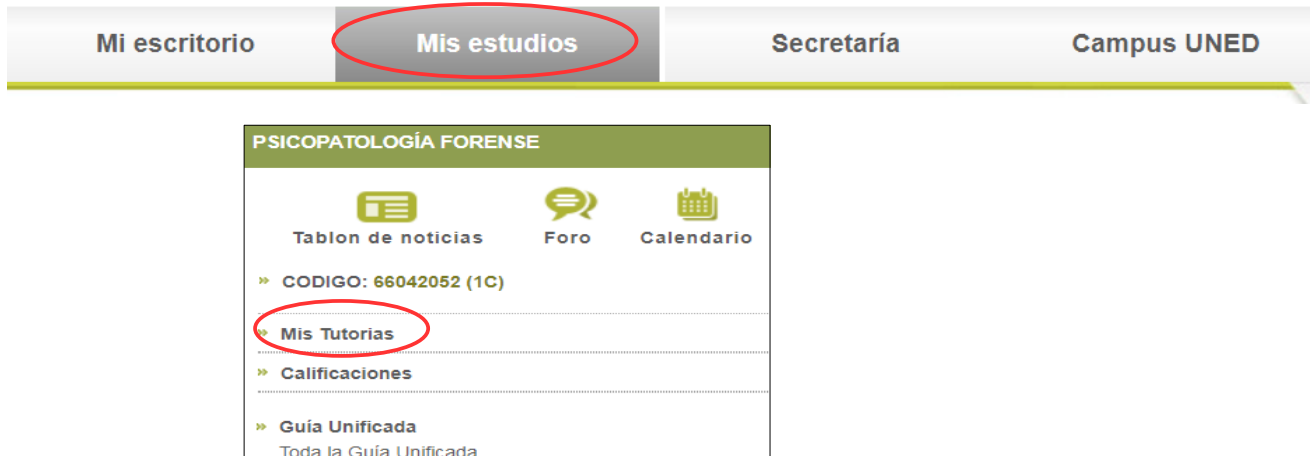 Mi escritorio Mis estudios Secretaría Campus UNED
PSICOPATOLOGÍA FORENSE
Tablon de noticias Foro Calendario
» CODIGO: 66042052 (1C)
» Mis Tutorias
» Calificaciones
» Guía Unificada
Toda la Guía Unificada